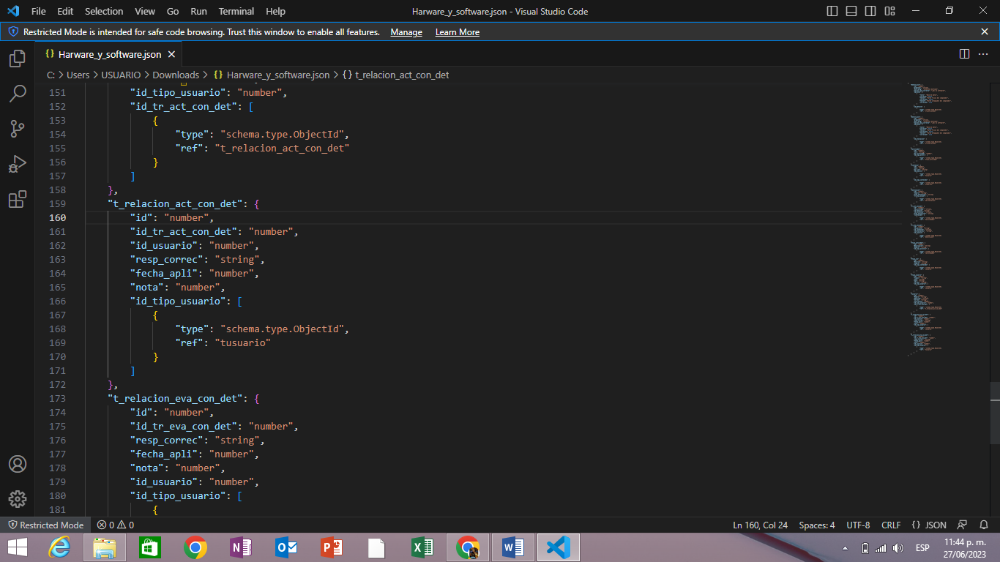 File Edit Selection View Go Run Terminal Help Harware_y_software.json - Visual Studio Code
Restricted Mode is intended for safe code browsing. Trust this window to enable all features. Manage Learn More
{} Harware_y_software.json
C: > Users > USUARIO > Downloads > {} Harware_y_software.json > {} t_relacion_act_con_det
151 "id_tipo_usuario": "number",
152 "id_tr_act_con_det": [
153 {
154 "type": "schema.type.ObjectId",
155 "ref": "t_relacion_act_con_det"
156 }
157 ]
158 },
159 "t_relacion_act_con_det": {
160 "id": "number",
161 "id_tr_act_con_det": "number",
162 "id_usuario": "number",
163 "resp_correc": "string",
164 "fecha_apli": "number",
165 "nota": "number",
166 "id_tipo_usuario": [
167 {
168 "type": "schema.type.ObjectId",
169 "ref": "tusuario"
170 }
171 ]
172 },
173 "t_relacion_eva_con_det": {
174 "id": "number",
175 "id_tr_eva_con_det": "number",
176 "resp_correc": "string",
177 "fecha_apli": "number",
178 "nota": "number",
179 "id_usuario": "number",
180 "id_tipo_usuario": [
181 {
Restricted Mode 0 0 Ln 160, Col 24 Spaces: 4 UTF-8 CRLF {} JSON
ESP 11:44 p. m.
27/06/2023